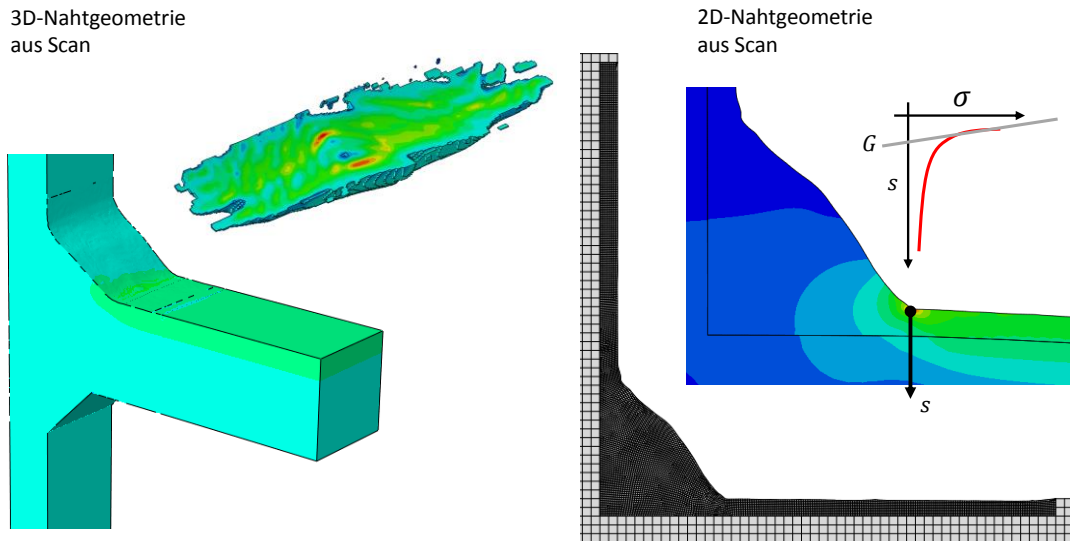 3D-Nahtgeometrie
aus Scan
2D-Nahtgeometrie
aus Scan
σ
G
s
s